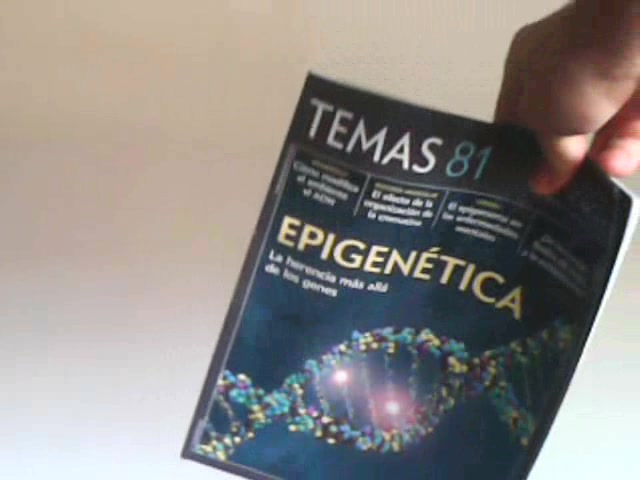 TEMAS 81
Cómo modifica
el ambiente
el ADN
El efecto de la
organización de
la cromatina
El epigenoma en
las enfermedades
mentales
EPIGENÉTICA
La herencia más allá
de los genes